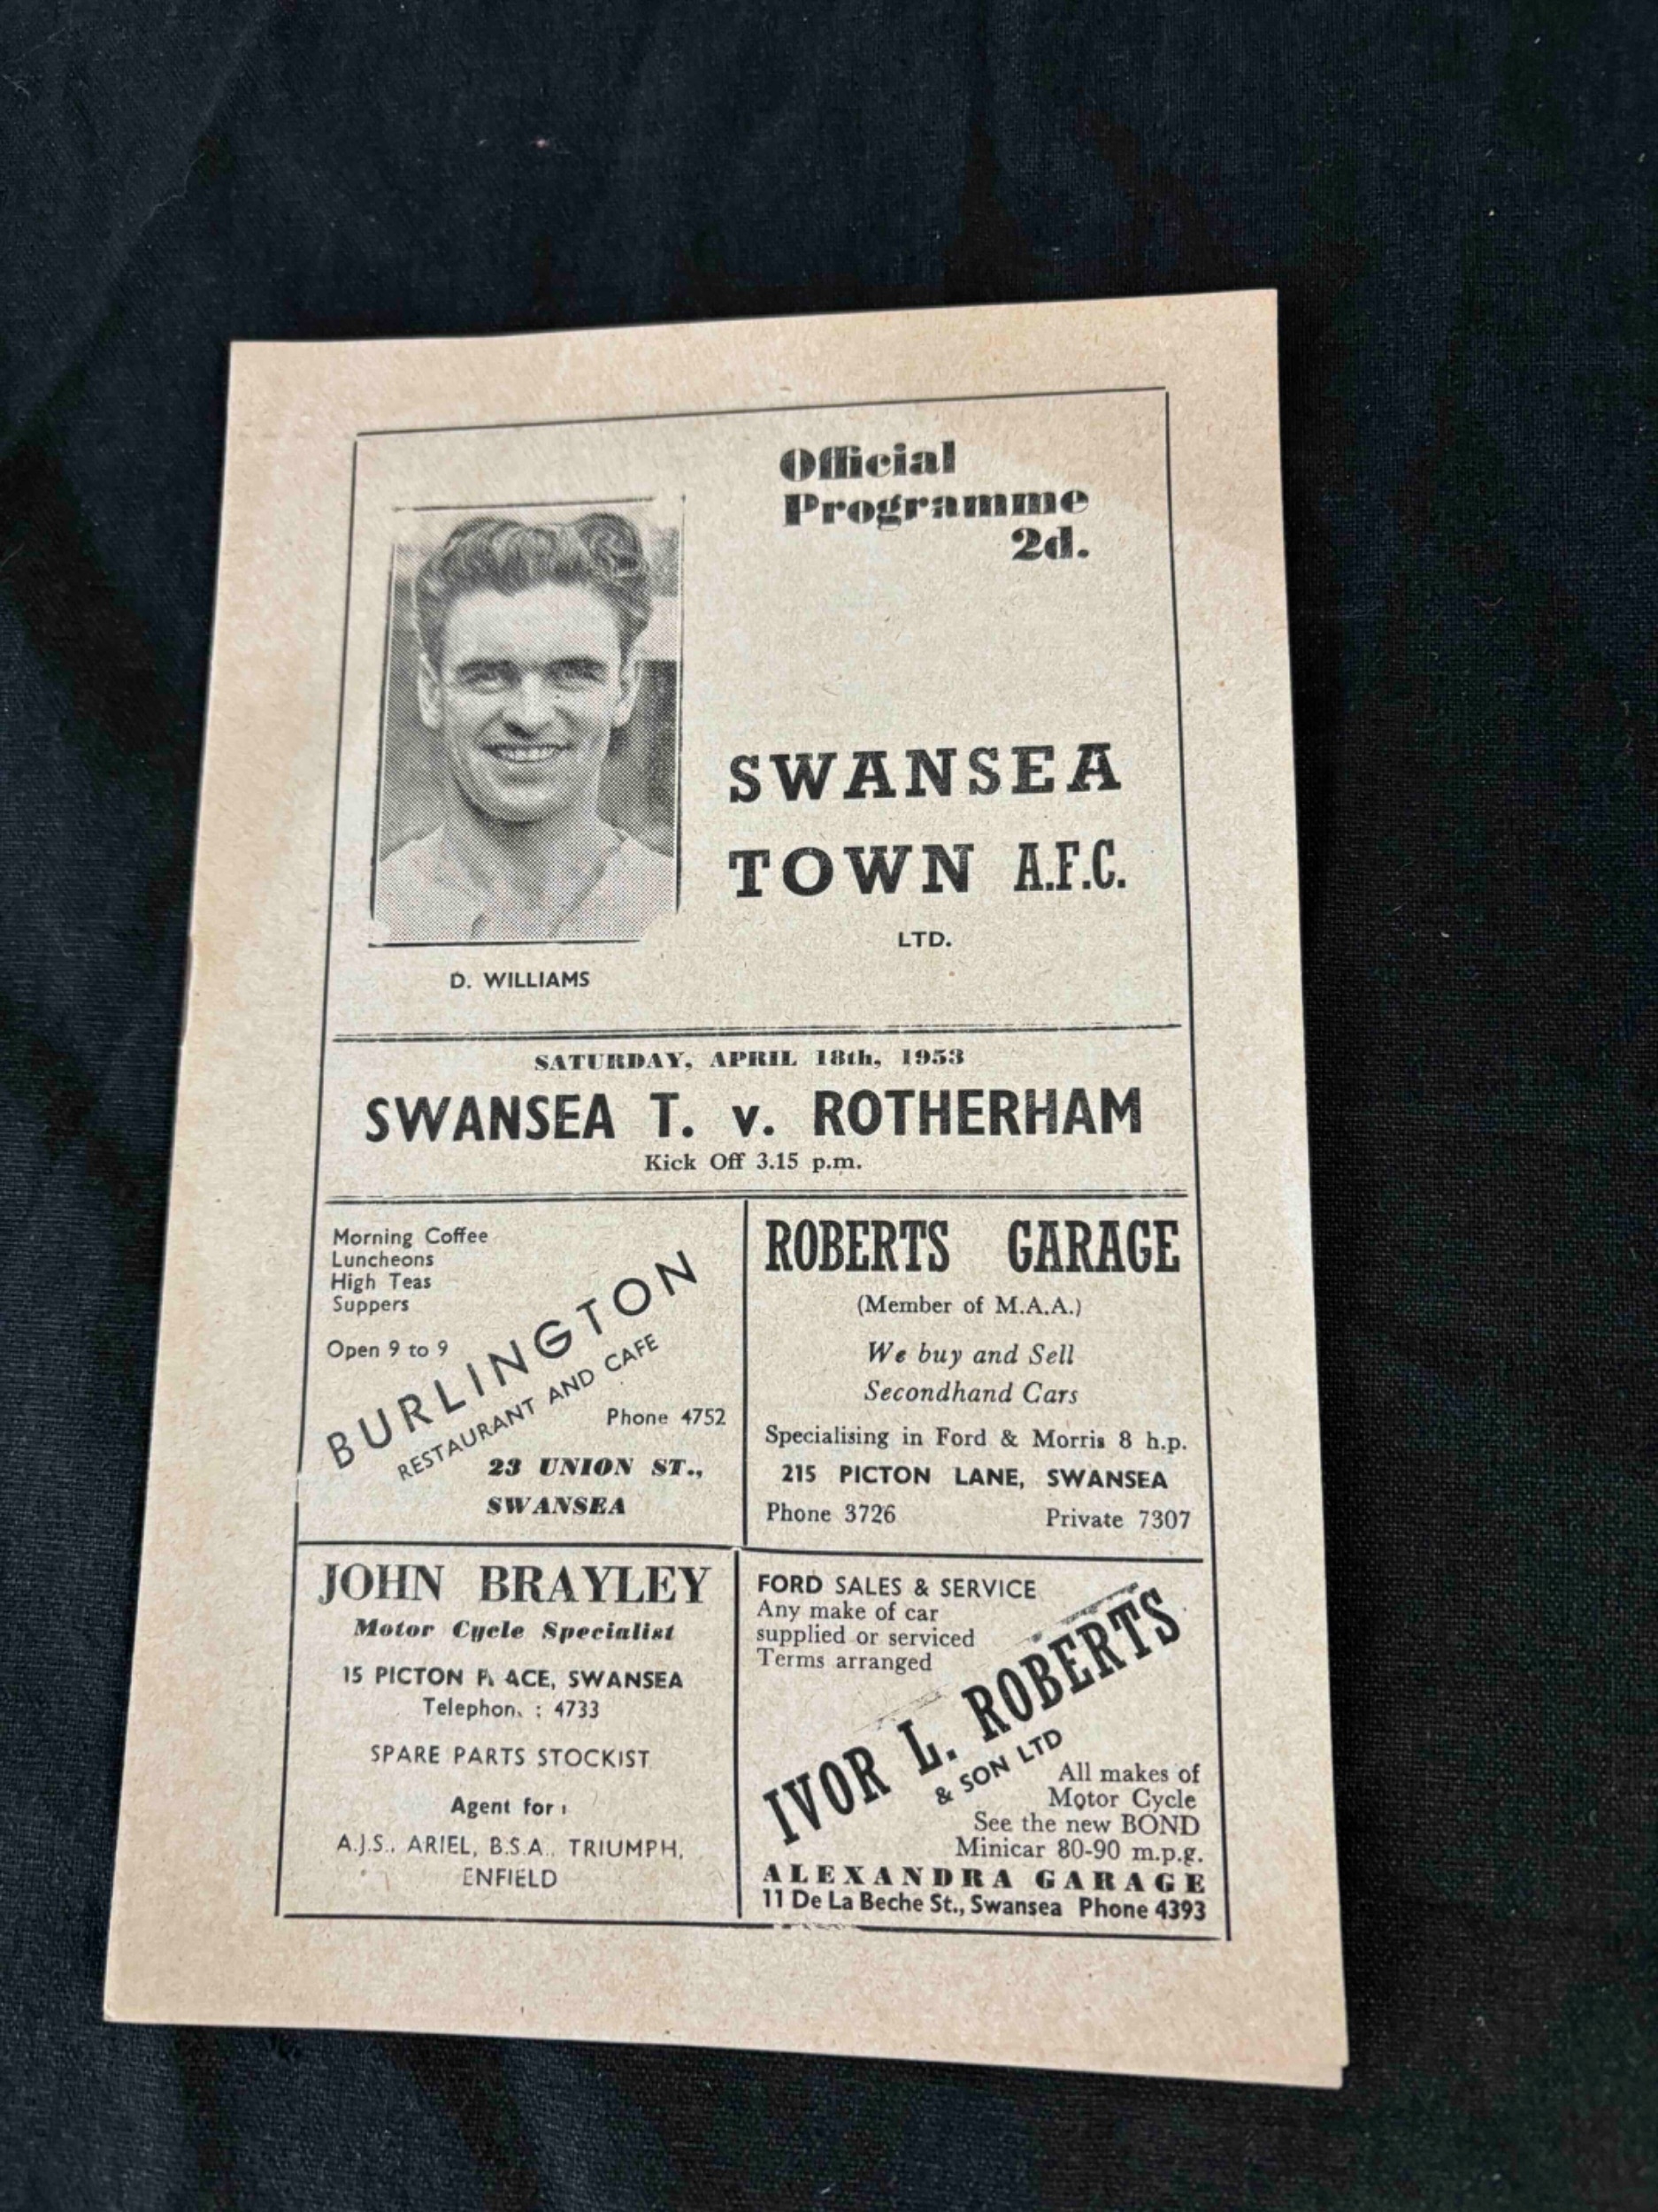 Official
Programme
2d.
SWANSEA
TOWN A.F.C.
LTD.
D. WILLIAMS
SATURDAY, APRIL 18th, 1953
SWANSEA T. v. ROTHERHAM
Kick Off 3.15 p.m.
Morning Coffee
Luncheons
High Teas
Suppers
Open 9 to 9
BURLINGTON
RESTAURANT AND CAFE
Phone 4752
23 UNION ST.,
SWANSEA
ROBERTS GARAGE
(Member of M.A.A.)
We buy and Sell
Secondhand Cars
Specialising in Ford & Morris 8 h.p.
215 PICTON LANE, SWANSEA
Phone 3726 Private 7307
JOHN BRAYLEY
Motor Cycle Specialist
15 PICTON P ACE, SWANSEA
Telephon. : 4733
SPARE PARTS STOCKIST
Agent for :
A.J.S., ARIEL, B.S.A., TRIUMPH,
ENFIELD
FORD SALES & SERVICE
Any make of car
supplied or serviced
Terms arranged
IVOR L. ROBERTS
& SON LTD
All makes of
Motor Cycle
See the new BOND
Minicar 80-90 m.p.g.
ALEXANDRA GARAGE
11 De La Beche St., Swansea Phone 4393